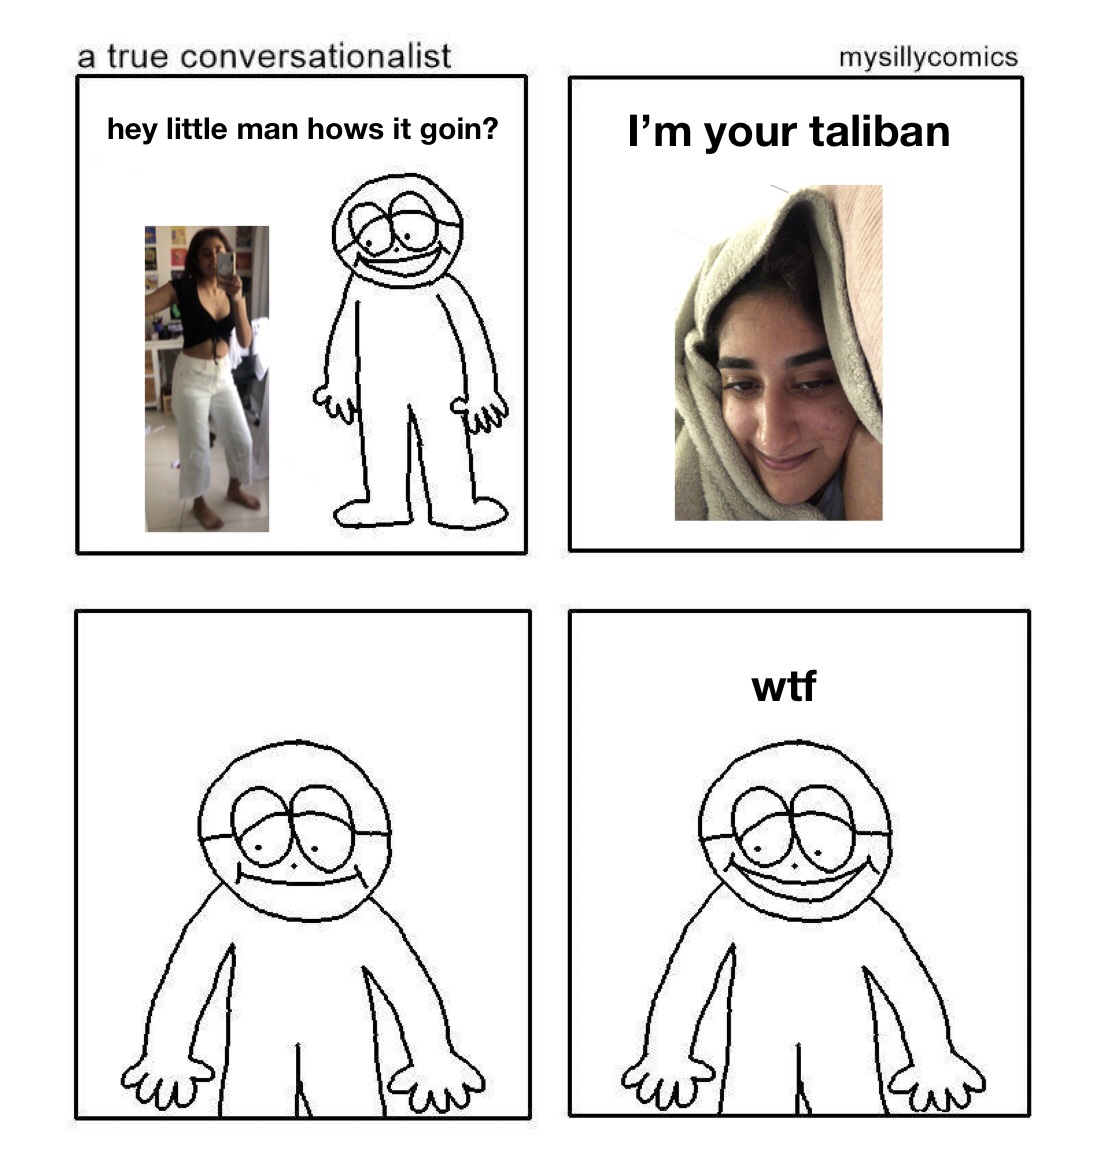 a true conversationalist
mysillycomics
hey little man hows it goin?
I’m your taliban
wtf